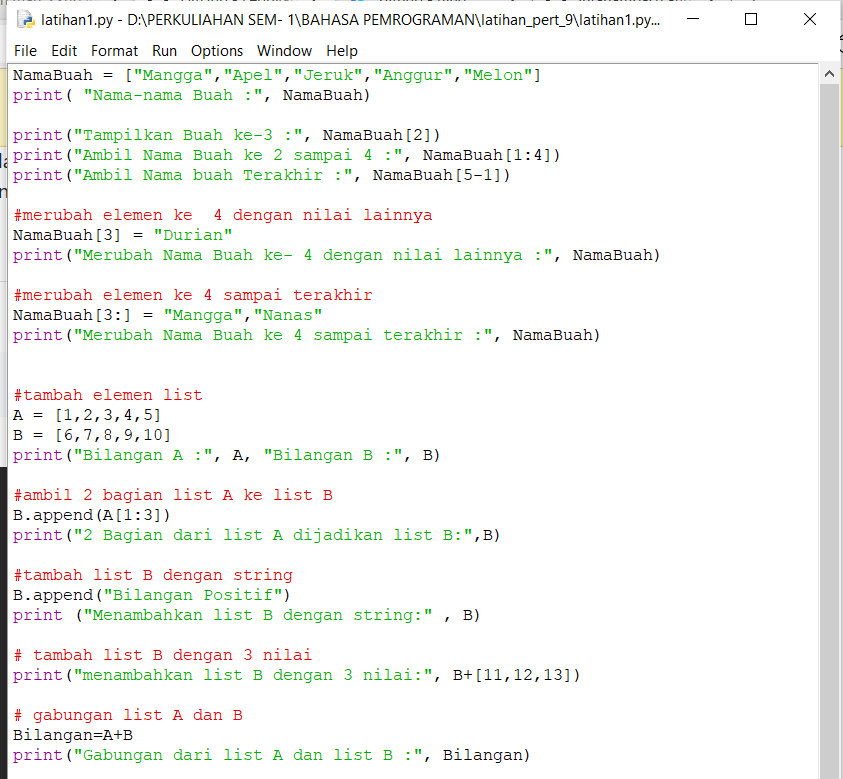 latihan1.py - D:\PERKULIAHAN SEM- 1\BAHASA PEMROGRAMAN\latihan_pert_9\latihan1.py...
File Edit Format Run Options Window Help
NamaBuah = ["Mangga","Apel","Jeruk","Anggur","Melon"]
print( "Nama-nama Buah :", NamaBuah)
print("Tampilkan Buah ke-3 :", NamaBuah[2])
print("Ambil Nama Buah ke 2 sampai 4 :", NamaBuah[1:4])
print("Ambil Nama buah Terakhir :", NamaBuah[5-1])
#merubah elemen ke  4 dengan nilai lainnya
NamaBuah[3] = "Durian"
print("Merubah Nama Buah ke- 4 dengan nilai lainnya :", NamaBuah)
#merubah elemen ke 4 sampai terakhir
NamaBuah[3:] = "Mangga","Nanas"
print("Merubah Nama Buah ke 4 sampai terakhir :", NamaBuah)
#tambah elemen list
A = [1,2,3,4,5]
B = [6,7,8,9,10]
print("Bilangan A :", A, "Bilangan B :", B)
#ambil 2 bagian list A ke list B
B.append(A[1:3])
print("2 Bagian dari list A dijadikan list B:",B)
#tambah list B dengan string
B.append("Bilangan Positif")
print ("Menambahkan list B dengan string:" , B)
# tambah list B dengan 3 nilai
print("menambahkan list B dengan 3 nilai:", B+[11,12,13])
# gabungan list A dan B
Bilangan=A+B
print("Gabungan dari list A dan list B :", Bilangan)